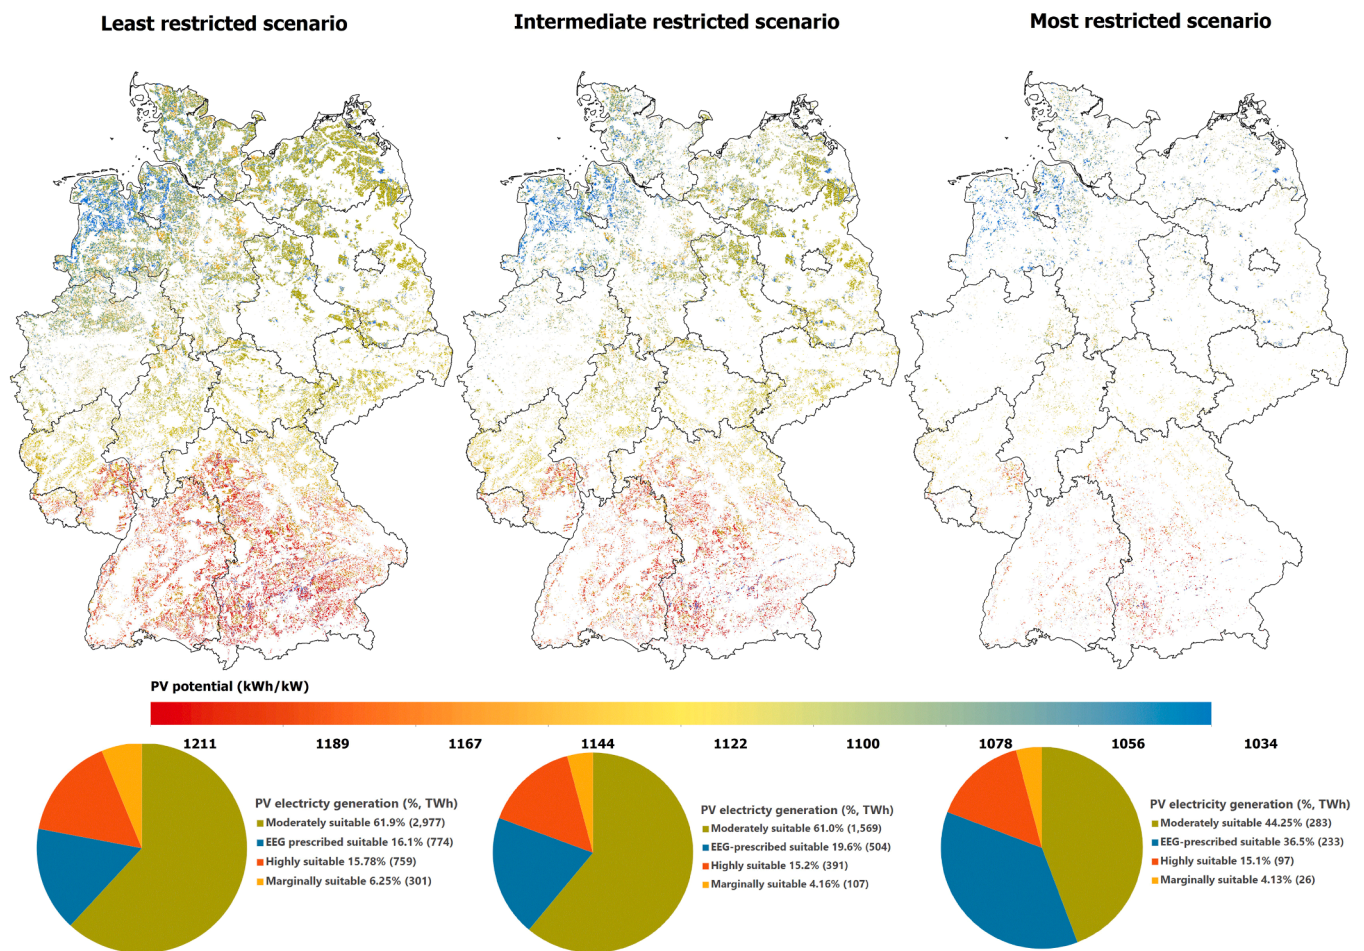 Least restricted scenario
Intermediate restricted scenario
Most restricted scenario
PV potential (kWh/kW)
1211 1189 1167 1144 1122 1100 1078 1056 1034
PV electricty generation (%, TWh)
Moderately suitable 61.9% (2,977)
EEG prescribed suitable 16.1% (774)
Highly suitable 15.78% (759)
Marginally suitable 6.25% (301)
PV electricty generation (%, TWh)
Moderately suitable 61.0% (1,569)
EEG-prescribed suitable 19.6% (504)
Highly suitable 15.2% (391)
Marginally suitable 4.16% (107)
PV electricty generation (%, TWh)
Moderately suitable 44.25% (283)
EEG prescribed suitable 36.5% (233)
Highly suitable 15.1% (97)
Marginally suitable 4.13% (26)